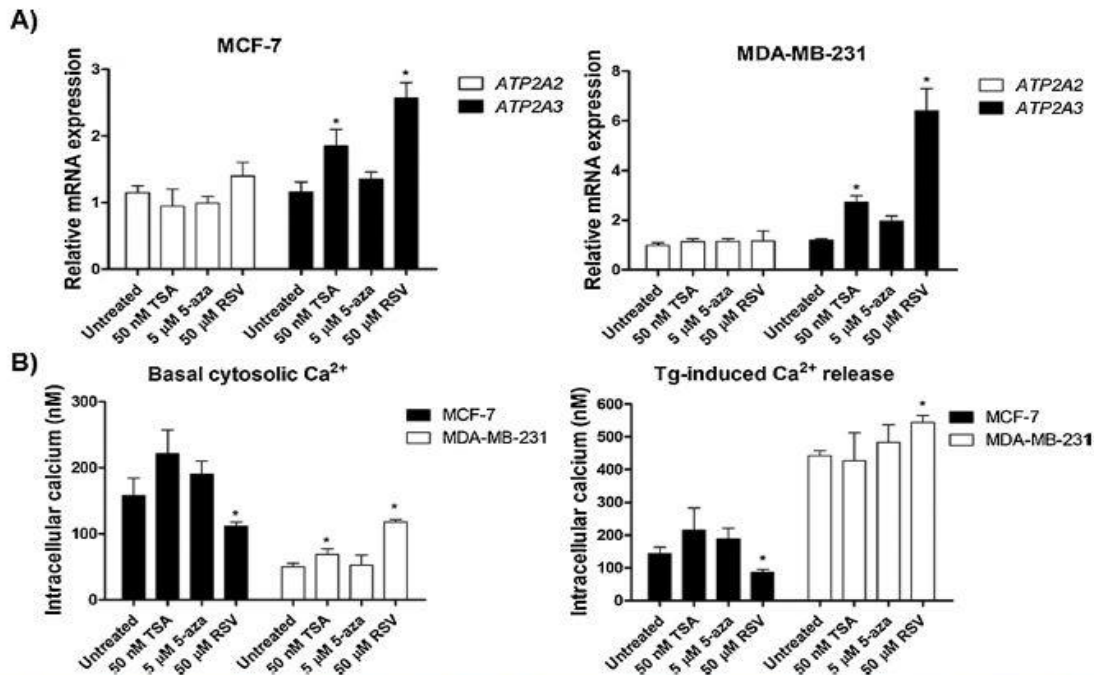 A)
MCF-7
Relative mRNA expression
3
2
1
0
ATP2A2
ATP2A3
*
*
Untreated
50 nM TSA
5 µM 5-aza
50 µM RSV
Untreated
50 nM TSA
5 µM 5-aza
50 µM RSV
MDA-MB-231
Relative mRNA expression
8
6
4
2
0
ATP2A2
ATP2A3
*
*
Untreated
50 nM TSA
5 µM 5-aza
50 µM RSV
Untreated
50 nM TSA
5 µM 5-aza
50 µM RSV
B)
Basal cytosolic Ca²⁺
Intracellular calcium (nM)
300
200
100
0
MCF-7
MDA-MB-231
*
*
*
Untreated
50 nM TSA
5 µM 5-aza
50 µM RSV
Untreated
50 nM TSA
5 µM 5-aza
50 µM RSV
Tg-induced Ca²⁺ release
Intracellular calcium (nM)
600
500
400
300
200
100
0
MCF-7
MDA-MB-231
*
*
Untreated
50 nM TSA
5 µM 5-aza
50 µM RSV
Untreated
50 nM TSA
5 µM 5-aza
50 µM RSV